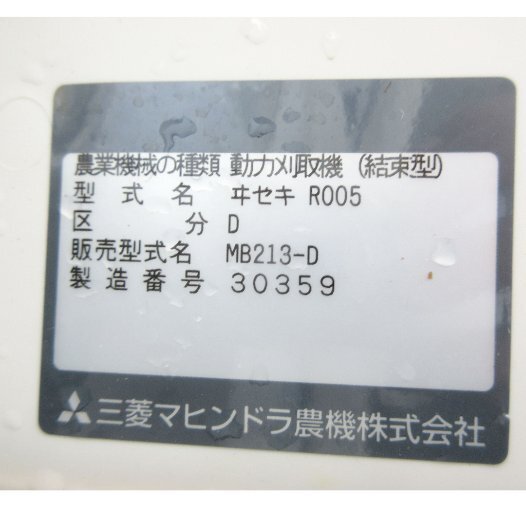 農業機械の種類 動力刈取機 (結束型)
型式名 ヰセキ R005
区分 D
販売型式名 MB213-D
製造番号 30359
三菱マヒンドラ農機株式会社